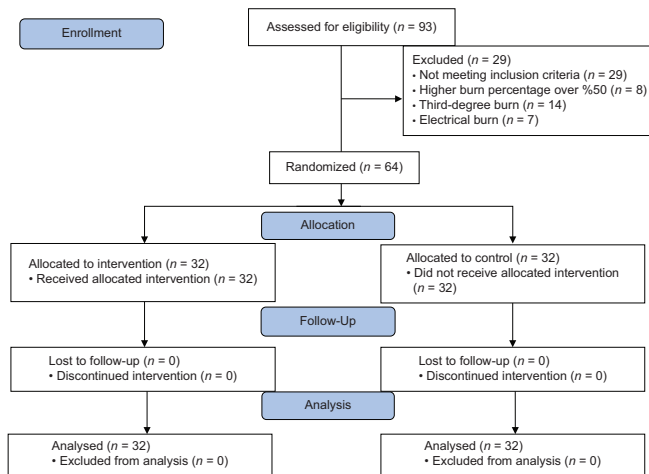 Enrollment
Assessed for eligibility (n = 93)
Excluded (n = 29)
• Not meeting inclusion criteria (n = 29)
• Higher burn percentage over %50 (n = 8)
• Third-degree burn (n = 14)
• Electrical burn (n = 7)
Randomized (n = 64)
Allocation
Allocated to intervention (n = 32)
• Received allocated intervention (n = 32)
Allocated to control (n = 32)
• Did not receive allocated intervention
(n = 32)
Follow-Up
Lost to follow-up (n = 0)
• Discontinued intervention (n = 0)
Lost to follow-up (n = 0)
• Discontinued intervention (n = 0)
Analysis
Analysed (n = 32)
• Excluded from analysis (n = 0)
Analysed (n = 32)
• Excluded from analysis (n = 0)